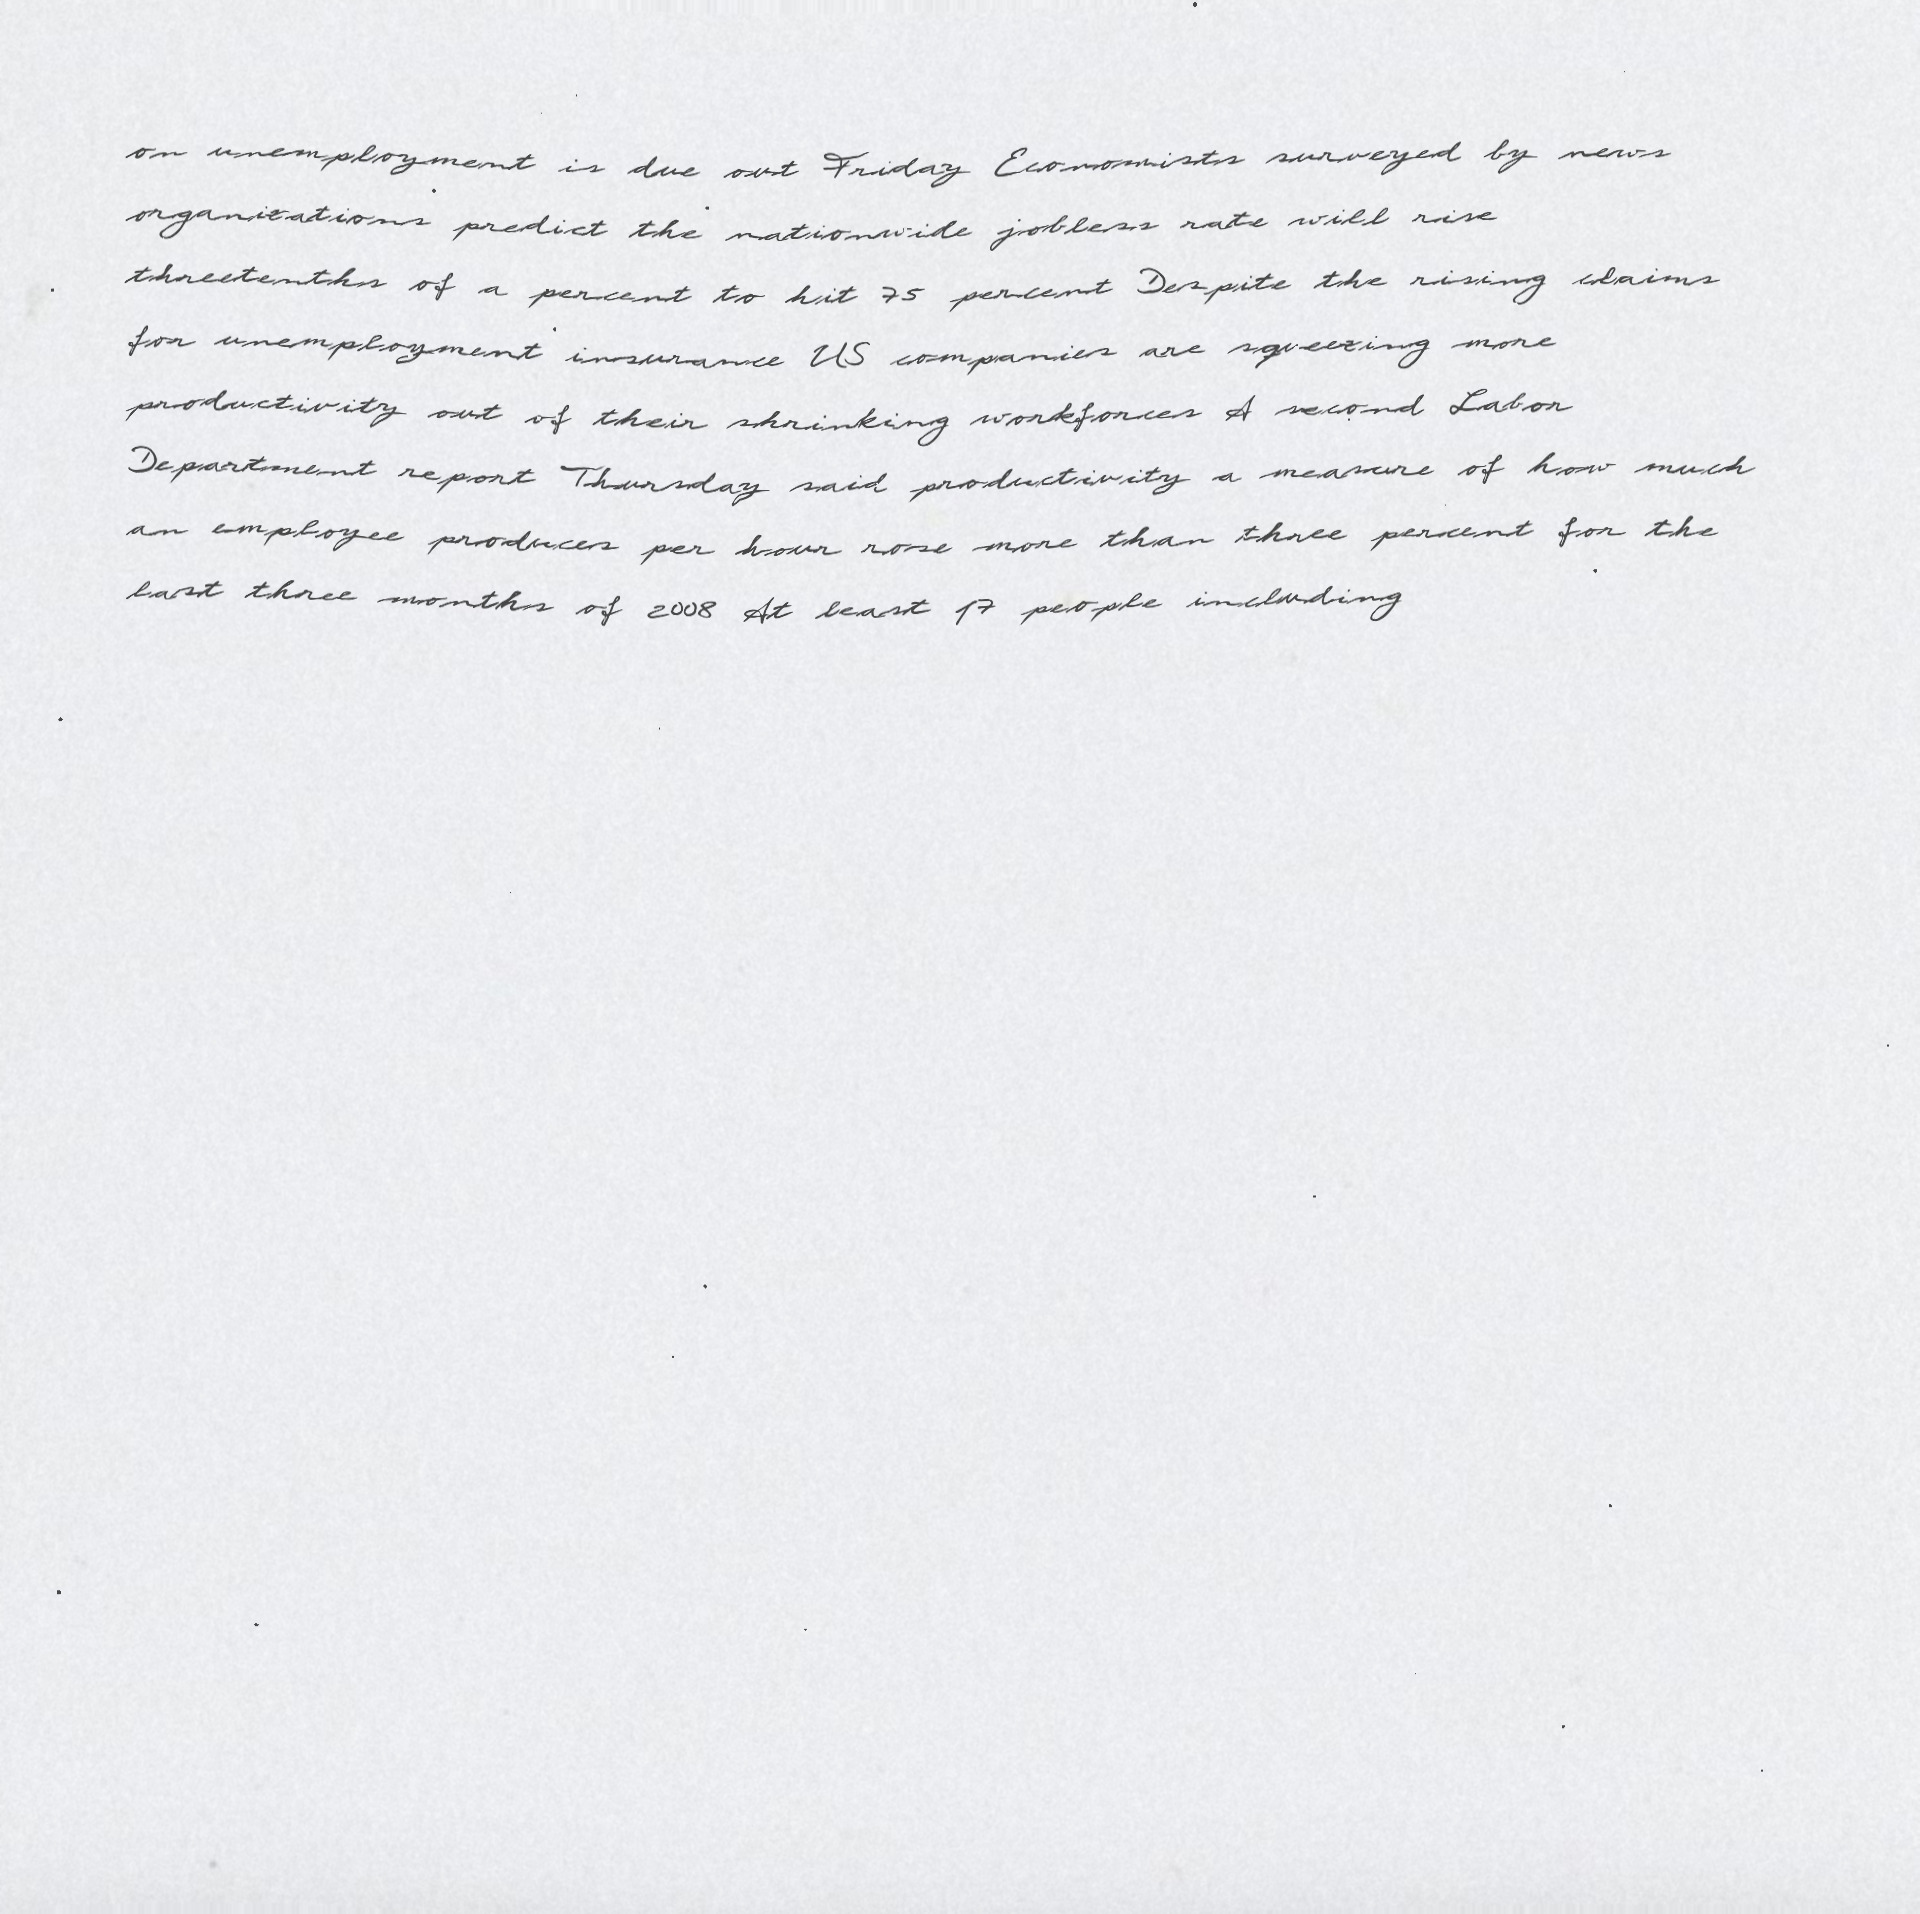 on unemployment is due out Friday Economists surveyed by news
organizations predict the nationwide jobless rate will rise
threetenths of a percent to hit 75 percent Despite the rising claims
for unemployment insurance US companies are squeezing more
productivity out of their shrinking workforces A second Labor
Department report Thursday said productivity a measure of how much
an employee produces per hour rose more than three percent for the
last three months of 2008 At least 17 people including